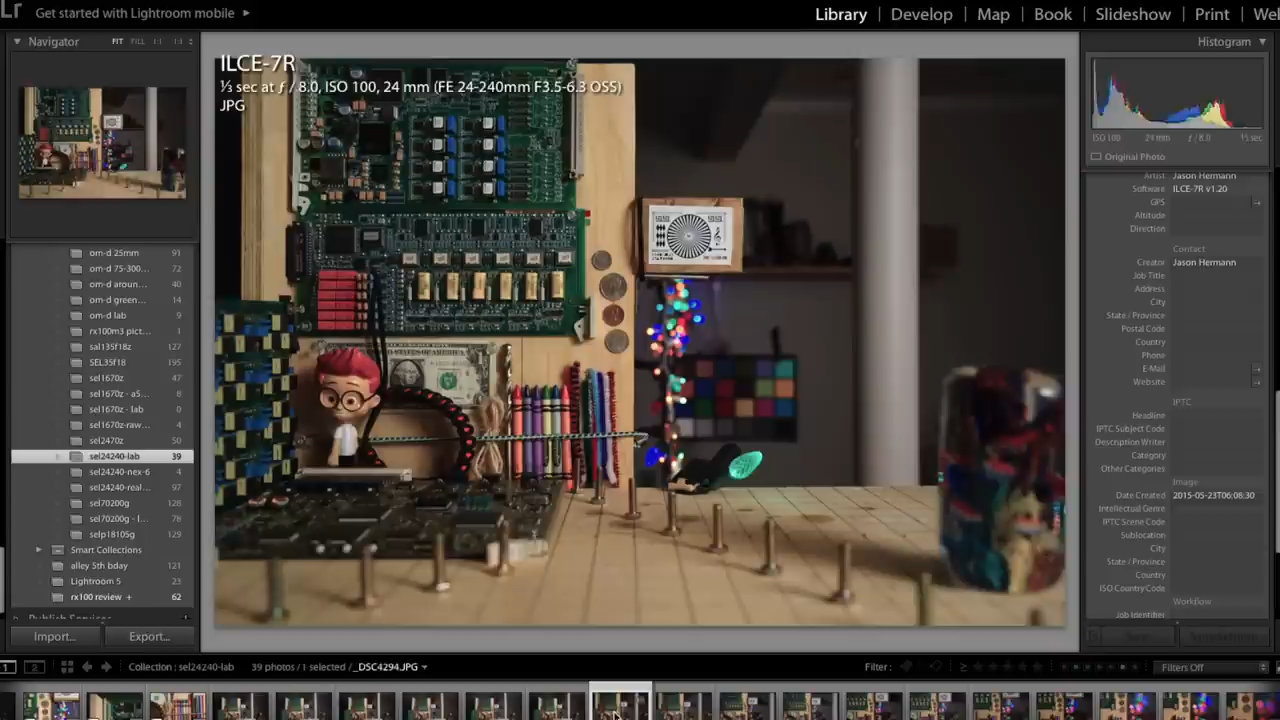 Lr Get started with Lightroom mobile
Library | Develop | Map | Book | Slideshow | Print | We
Navigator FIT FILL 1:1 1:1
Histogram
ILCE-7R
⅓ sec at ƒ / 8.0, ISO 100, 24 mm (FE 24-240mm F3.5-6.3 OSS)
JPG
ISO 100 24 mm ƒ / 8.0 ⅓ sec
Original Photo
Artist Jason Hermann
Software ILCE-7R v1.20
GPS
Altitude
Direction
Contact
Creator Jason Hermann
Job Title
Address
City
State / Province
Postal Code
Country
Phone
E-Mail
Website
IPTC
Headline
IPTC Subject Code
Description Writer
Category
Other Categories
Image
Date Created 2015-05-23T06:08:30
Intellectual Genre
IPTC Scene Code
Sublocation
City
State / Province
Country
ISO Country Code
Workflow
Job Identifier
om-d 25mm 91
om-d 75-300... 72
om-d aroun... 40
om-d green... 14
om-d lab 9
rx100m3 pict... 1
sal135f18z 127
SEL35f18 195
sel1670z 47
sel1670z - a5... 8
sel1670z - lab 0
sel1670z-raw... 4
sel2470z 50
sel24240-lab 39
sel24240-nex-6 4
sel24240-real... 97
sel70200g 128
sel70200g - l... 78
selp18105g 129
Smart Collections
alley 5th bday 121
Lightroom 5 23
rx100 review + 62
Import... Export...
1 2 Collection : sel24240-lab 39 photos / 1 selected / _DSC4294.JPG Filter : Filters Off